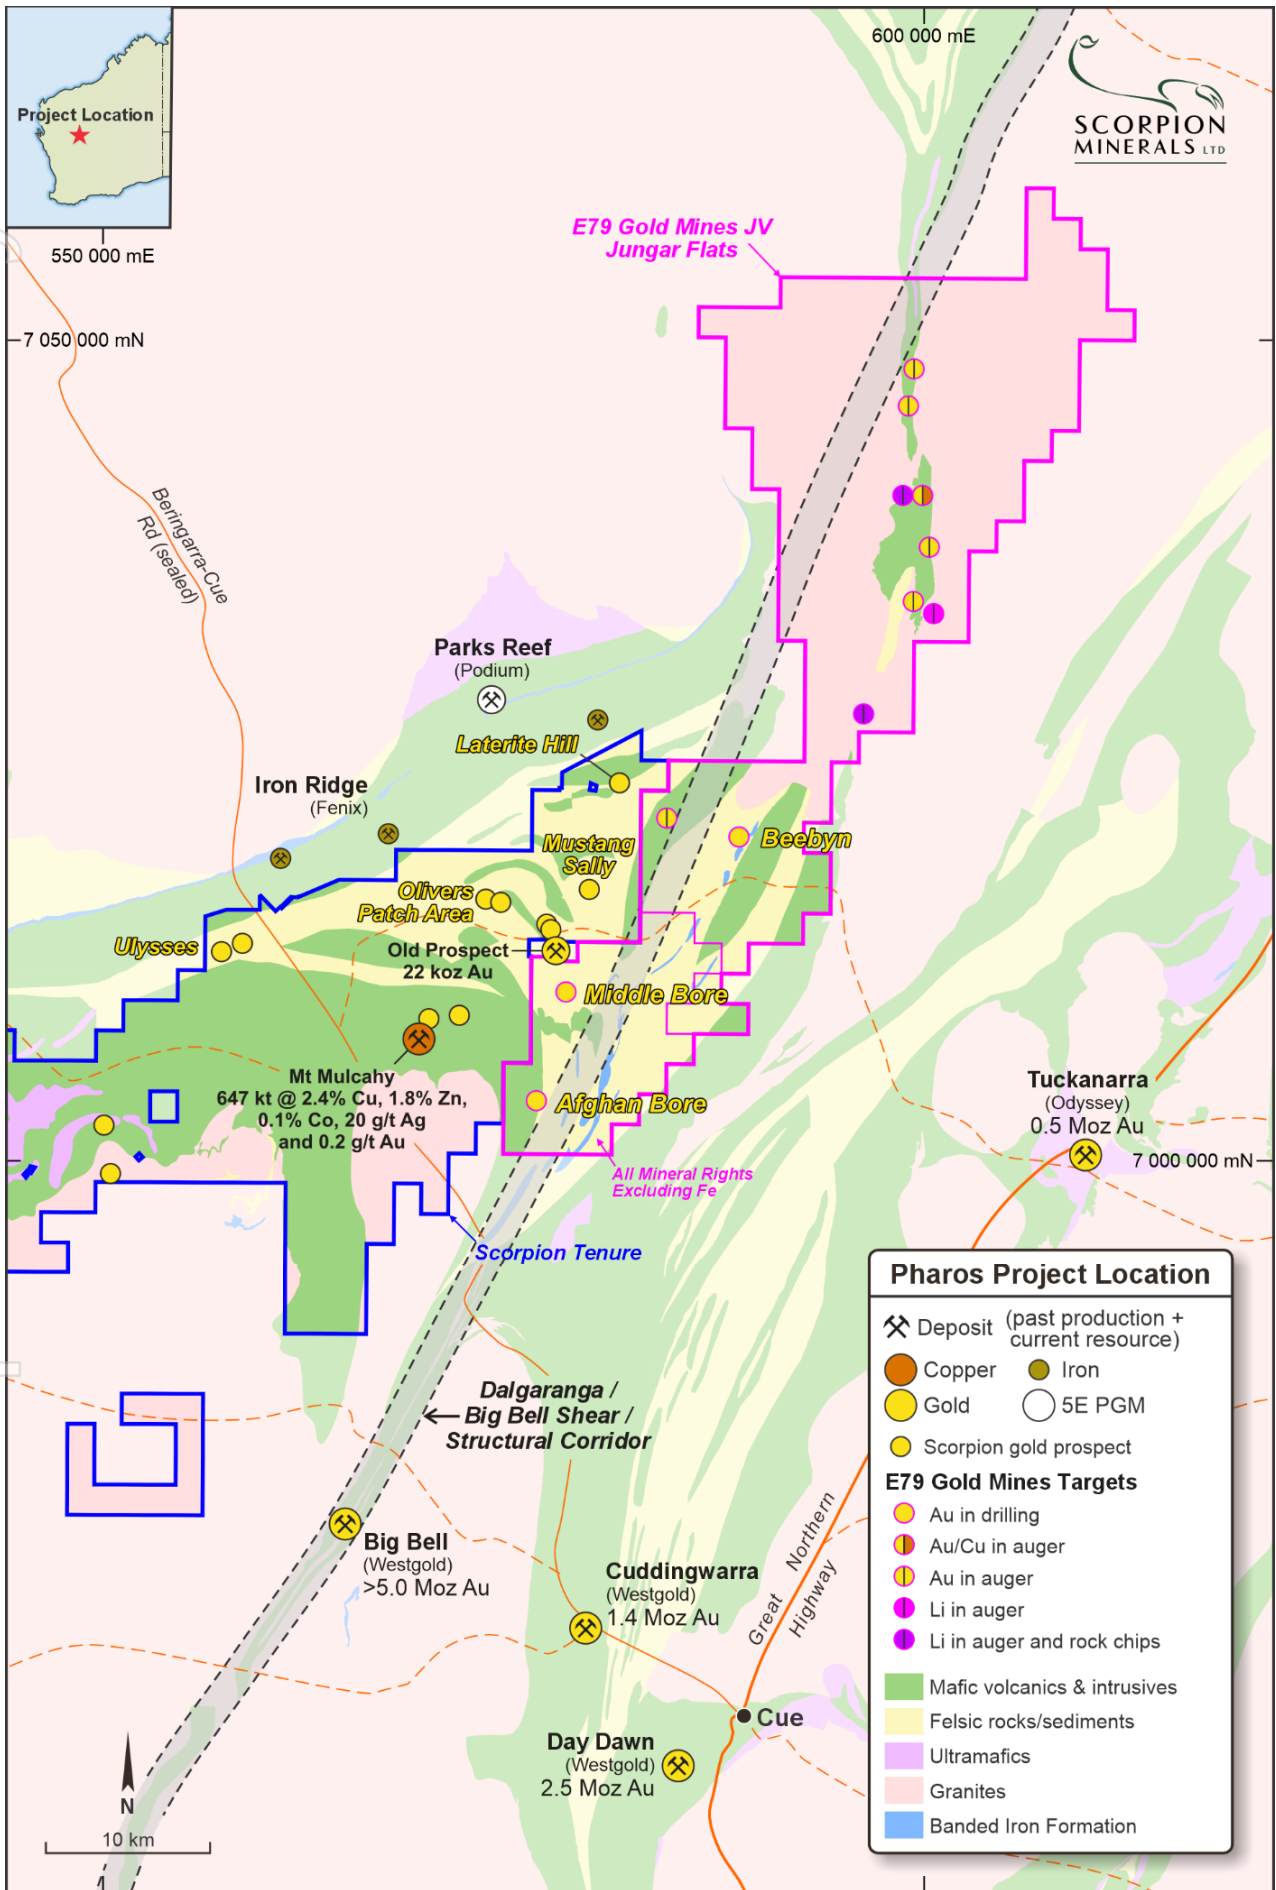 600 000 mE
SCORPION
MINERALS LTD
Project Location
550 000 mE
E79 Gold Mines JV
Jungar Flats
7 050 000 mN
Beringarra-Cue
Rd (sealed)
Parks Reef
(Podium)
Laterite Hill
Iron Ridge
(Fenix)
Mustang
Sally
Beebyn
Olivers
Patch Area
Ulysses
Old Prospect
22 koz Au
Middle Bore
Mt Mulcahy
647 kt @ 2.4% Cu, 1.8% Zn,
0.1% Co, 20 g/t Ag
and 0.2 g/t Au
Afghan Bore
Tuckanarra
(Odyssey)
0.5 Moz Au
7 000 000 mN
All Mineral Rights
Excluding Fe
Scorpion Tenure
Dalgaranga /
Big Bell Shear /
Structural Corridor
Big Bell
(Westgold)
>5.0 Moz Au
Cuddingwarra
(Westgold)
1.4 Moz Au
Great Northern
Highway
Cue
Day Dawn
(Westgold)
2.5 Moz Au
N
10 km
Pharos Project Location
Deposit (past production +
current resource)
Copper
Iron
Gold
5E PGM
Scorpion gold prospect
E79 Gold Mines Targets
Au in drilling
Au/Cu in auger
Au in auger
Li in auger
Li in auger and rock chips
Mafic volcanics & intrusives
Felsic rocks/sediments
Ultramafics
Granites
Banded Iron Formation